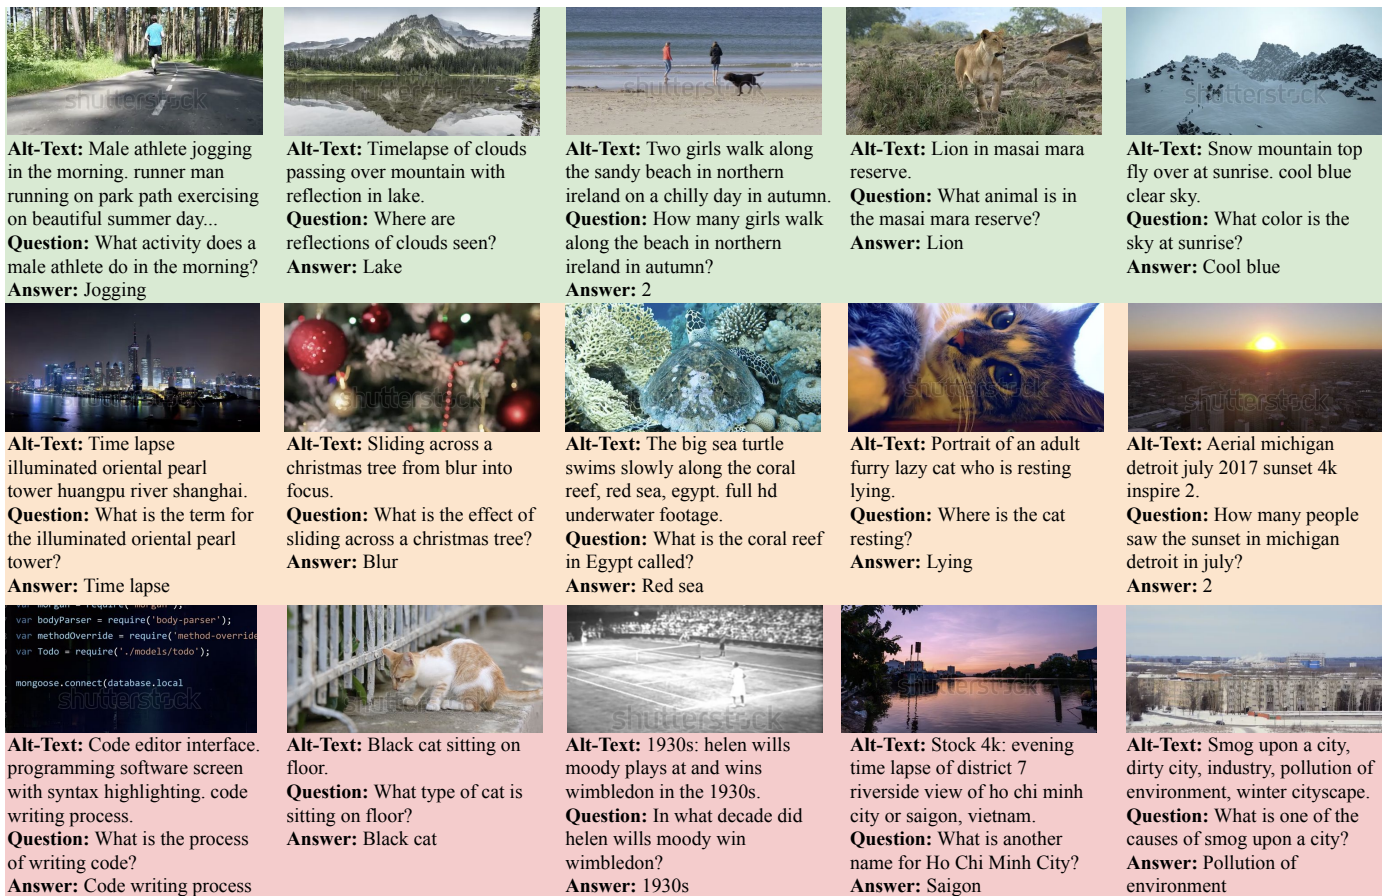 shutterstock
shutterstock
shutterstock
shutterstock
shutterstock
Alt-Text: Male athlete jogging
in the morning. runner man
running on park path exercising
on beautiful summer day...
Question: What activity does a
male athlete do in the morning?
Answer: Jogging
Alt-Text: Timelapse of clouds
passing over mountain with
reflection in lake.
Question: Where are
reflections of clouds seen?
Answer: Lake
Alt-Text: Two girls walk along
the sandy beach in northern
ireland on a chilly day in autumn.
Question: How many girls walk
along the beach in northern
ireland in autumn?
Answer: 2
Alt-Text: Lion in masai mara
reserve.
Question: What animal is in
the masai mara reserve?
Answer: Lion
Alt-Text: Snow mountain top
fly over at sunrise. cool blue
clear sky.
Question: What color is the
sky at sunrise?
Answer: Cool blue
shutterstock
shutterstock
shutterstock
shutterstock
shutterstock
Alt-Text: Time lapse
illuminated oriental pearl
tower huangpu river shanghai.
Question: What is the term for
the illuminated oriental pearl
tower?
Answer: Time lapse
Alt-Text: Sliding across a
christmas tree from blur into
focus.
Question: What is the effect of
sliding across a christmas tree?
Answer: Blur
Alt-Text: The big sea turtle
swims slowly along the coral
reef, red sea, egypt. full hd
underwater footage.
Question: What is the coral reef
in Egypt called?
Answer: Red sea
Alt-Text: Portrait of an adult
furry lazy cat who is resting
lying.
Question: Where is the cat
resting?
Answer: Lying
Alt-Text: Aerial michigan
detroit july 2017 sunset 4k
inspire 2.
Question: How many people
saw the sunset in michigan
detroit in july?
Answer: 2
var morgan = require('morgan');
var bodyParser = require('body-parser');
var methodOverride = require('method-override
var Todo = require('./models/todo');
mongoose.connect(database.local
shutterstock
shutterstock
shutterstock
shutterstock
shutterstock
Alt-Text: Code editor interface.
programming software screen
with syntax highlighting. code
writing process.
Question: What is the process
of writing code?
Answer: Code writing process
Alt-Text: Black cat sitting on
floor.
Question: What type of cat is
sitting on floor?
Answer: Black cat
Alt-Text: 1930s: helen wills
moody plays at and wins
wimbledon in the 1930s.
Question: In what decade did
helen wills moody win
wimbledon?
Answer: 1930s
Alt-Text: Stock 4k: evening
time lapse of district 7
riverside view of ho chi minh
city or saigon, vietnam.
Question: What is another
name for Ho Chi Minh City?
Answer: Saigon
Alt-Text: Smog upon a city,
dirty city, industry, pollution of
environment, winter cityscape.
Question: What is one of the
causes of smog upon a city?
Answer: Pollution of
environment